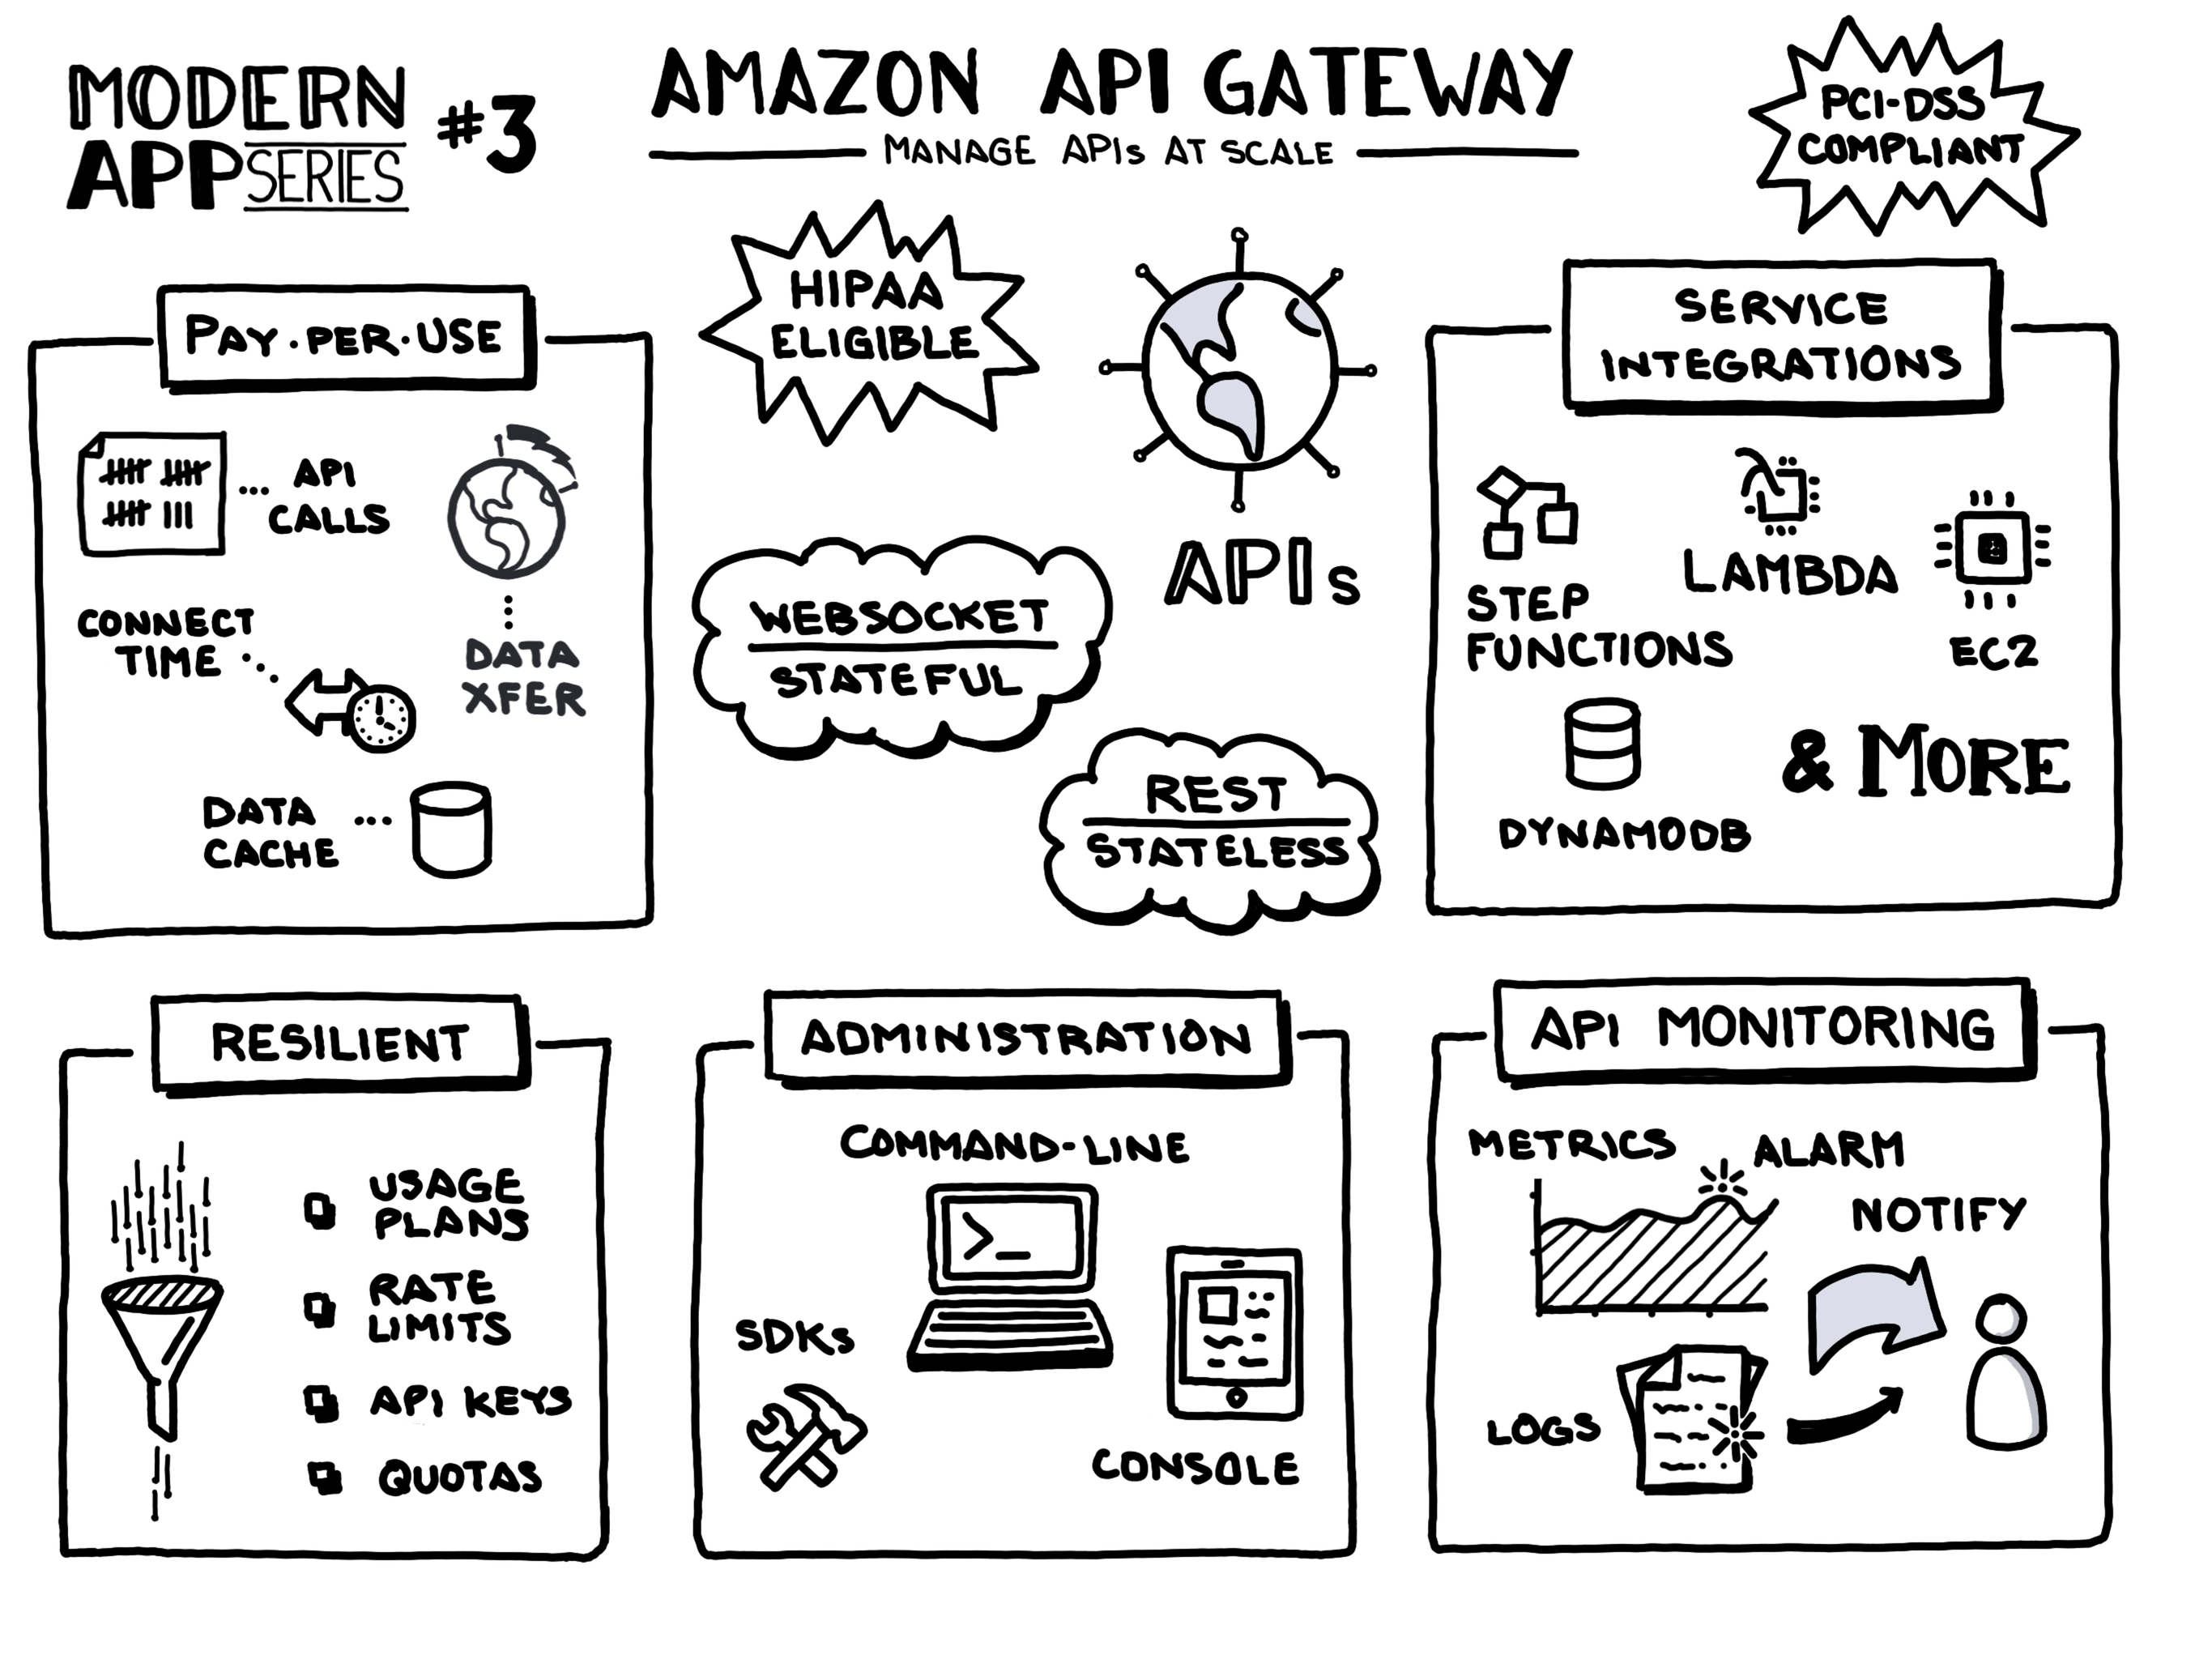 MODERN
APP SERIES
#3
AMAZON API GATEWAY
MANAGE APIs AT SCALE
PCI-DSS
COMPLIANT
HIPAA
ELIGIBLE
APIs
WEBSOCKET
STATEFUL
REST
STATELESS
PAY·PER·USE
API
CALLS
CONNECT
TIME
DATA
XFER
DATA
CACHE
SERVICE
INTEGRATIONS
STEP
FUNCTIONS
LAMBDA
EC2
DYNAMODB
& MORE
RESILIENT
USAGE
PLANS
RATE
LIMITS
API KEYS
QUOTAS
ADMINISTRATION
COMMAND-LINE
>_
SDKs
CONSOLE
API MONITORING
METRICS
ALARM
NOTIFY
LOGS